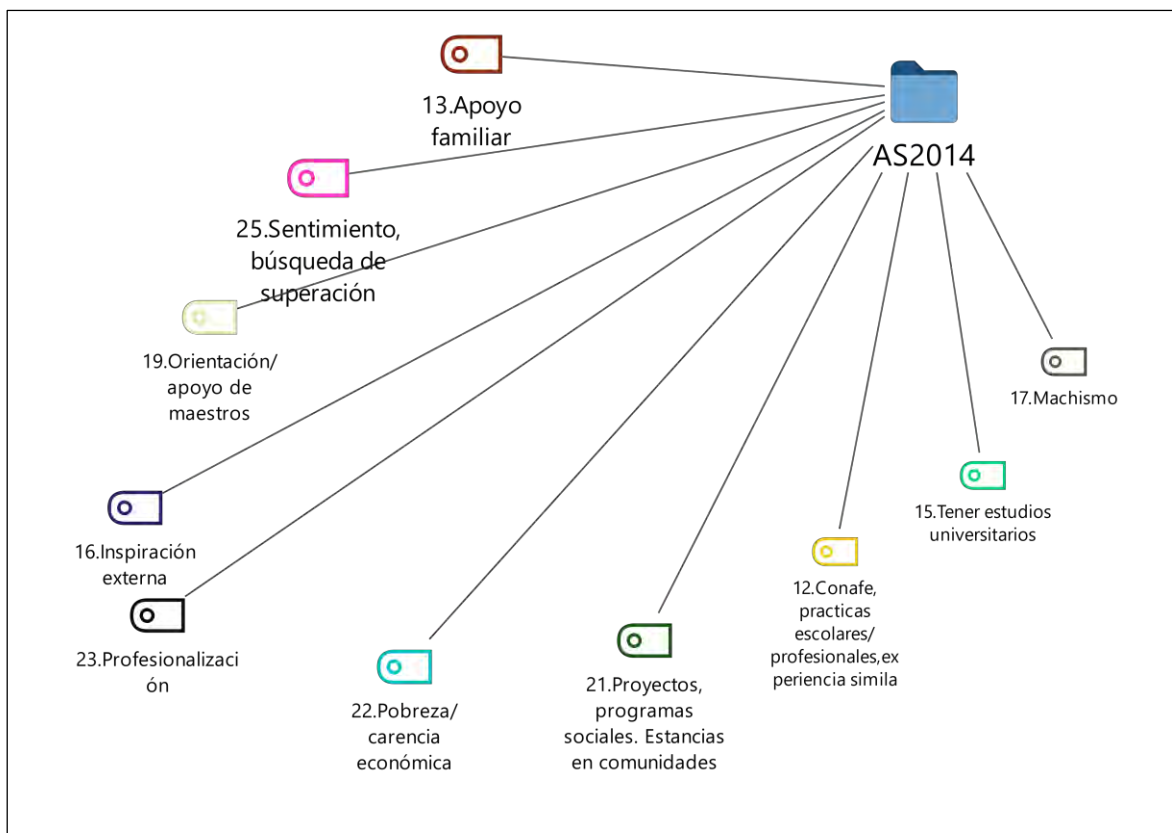 13.Apoyo
familiar
AS2014
25.Sentimiento,
búsqueda de
superación
19.Orientación/
apoyo de
maestros
17.Machismo
16.Inspiración
externa
15.Tener estudios
universitarios
12.Conafe,
practicas
escolares/
profesionales,ex
periencia simila
23.Profesionalizaci
ón
22.Pobreza/
carencia
económica
21.Proyectos,
programas
sociales. Estancias
en comunidades